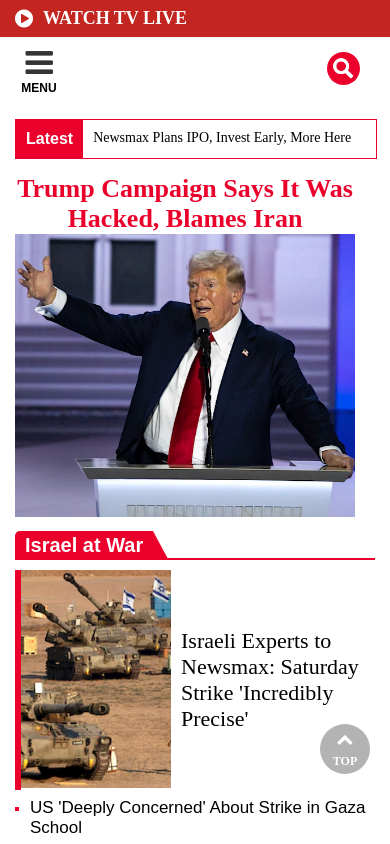 WATCH TV LIVE
MENU
Latest
Newsmax Plans IPO, Invest Early, More Here
Trump Campaign Says It Was
Hacked, Blames Iran
Israel at War
Israeli Experts to
Newsmax: Saturday
Strike 'Incredibly
Precise'
TOP
US 'Deeply Concerned' About Strike in Gaza
School